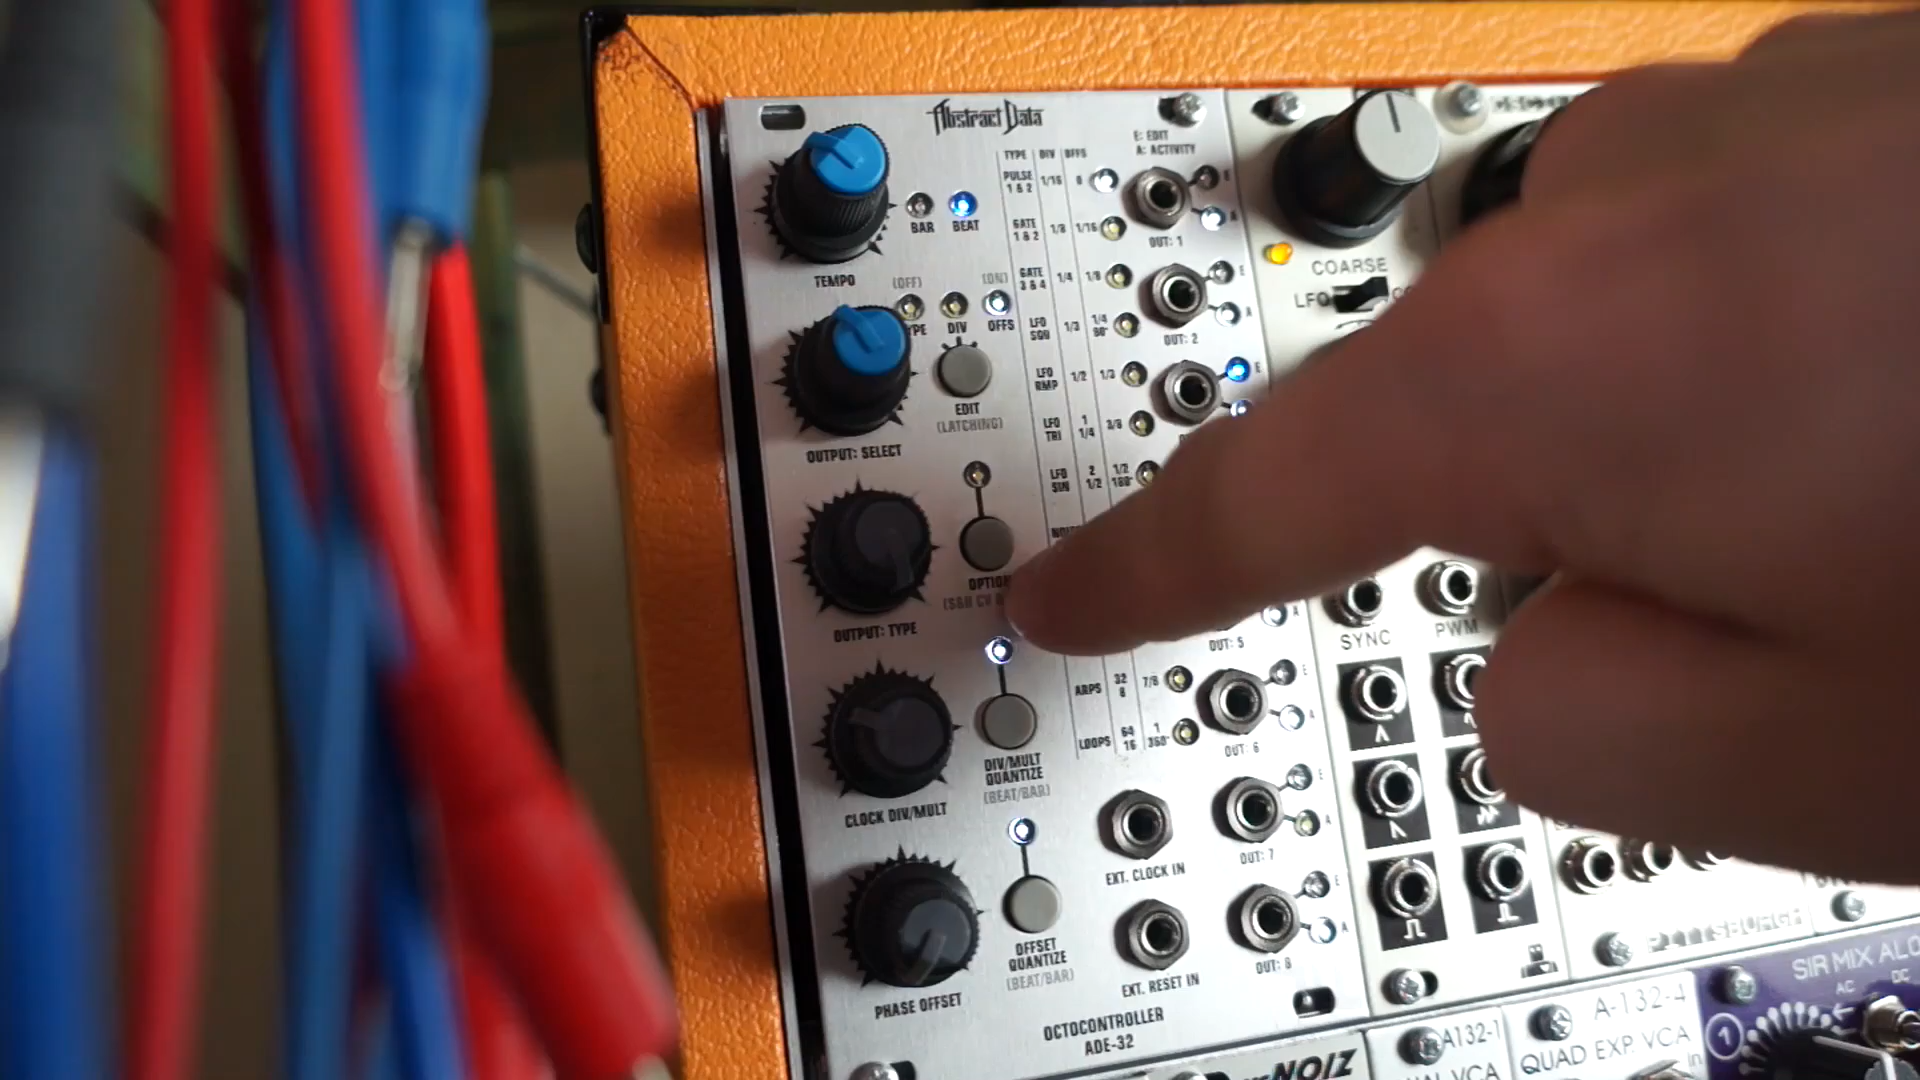 Abstract Data
E: EDIT
A: ACTIVITY
TYPE DIV OFFS
PULSE 1 & 2 1/16 0
E
A
BAR BEAT
TEMPO
GATE 1 & 2 1/8 1/16
OUT: 1
(OFF) (ON)
GATE 3 & 4 1/4 1/8
E
A
DIV OFFS
LFO SQU 1/3 1/4 90°
OUT: 2
LFO RMP 1/2 1/3
E
EDIT
(LATCHING)
LFO TRI 1 1/4 3/8
OUTPUT: SELECT
LFO SIN 2 1/2 1/2 180°
OUTPUT: TYPE
A
OUT: 5
ARPS 32 8 7/8
E
A
LOOPS 64 16 1 360°
OUT: 6
DIV/MULT
QUANTIZE
(BEAT/BAR)
CLOCK DIV/MULT
E
A
EXT. CLOCK IN
OUT: 7
OFFSET
QUANTIZE
(BEAT/BAR)
E
A
EXT. RESET IN
OUT: 8
PHASE OFFSET
OCTOCONTROLLER
ADE-32
COARSE
LFO
SYNC PWM
PITTSBURGH
SIR MIX
AC
DC
1
in
A132-1
VCA
A-132-4
QUAD EXP. VCA